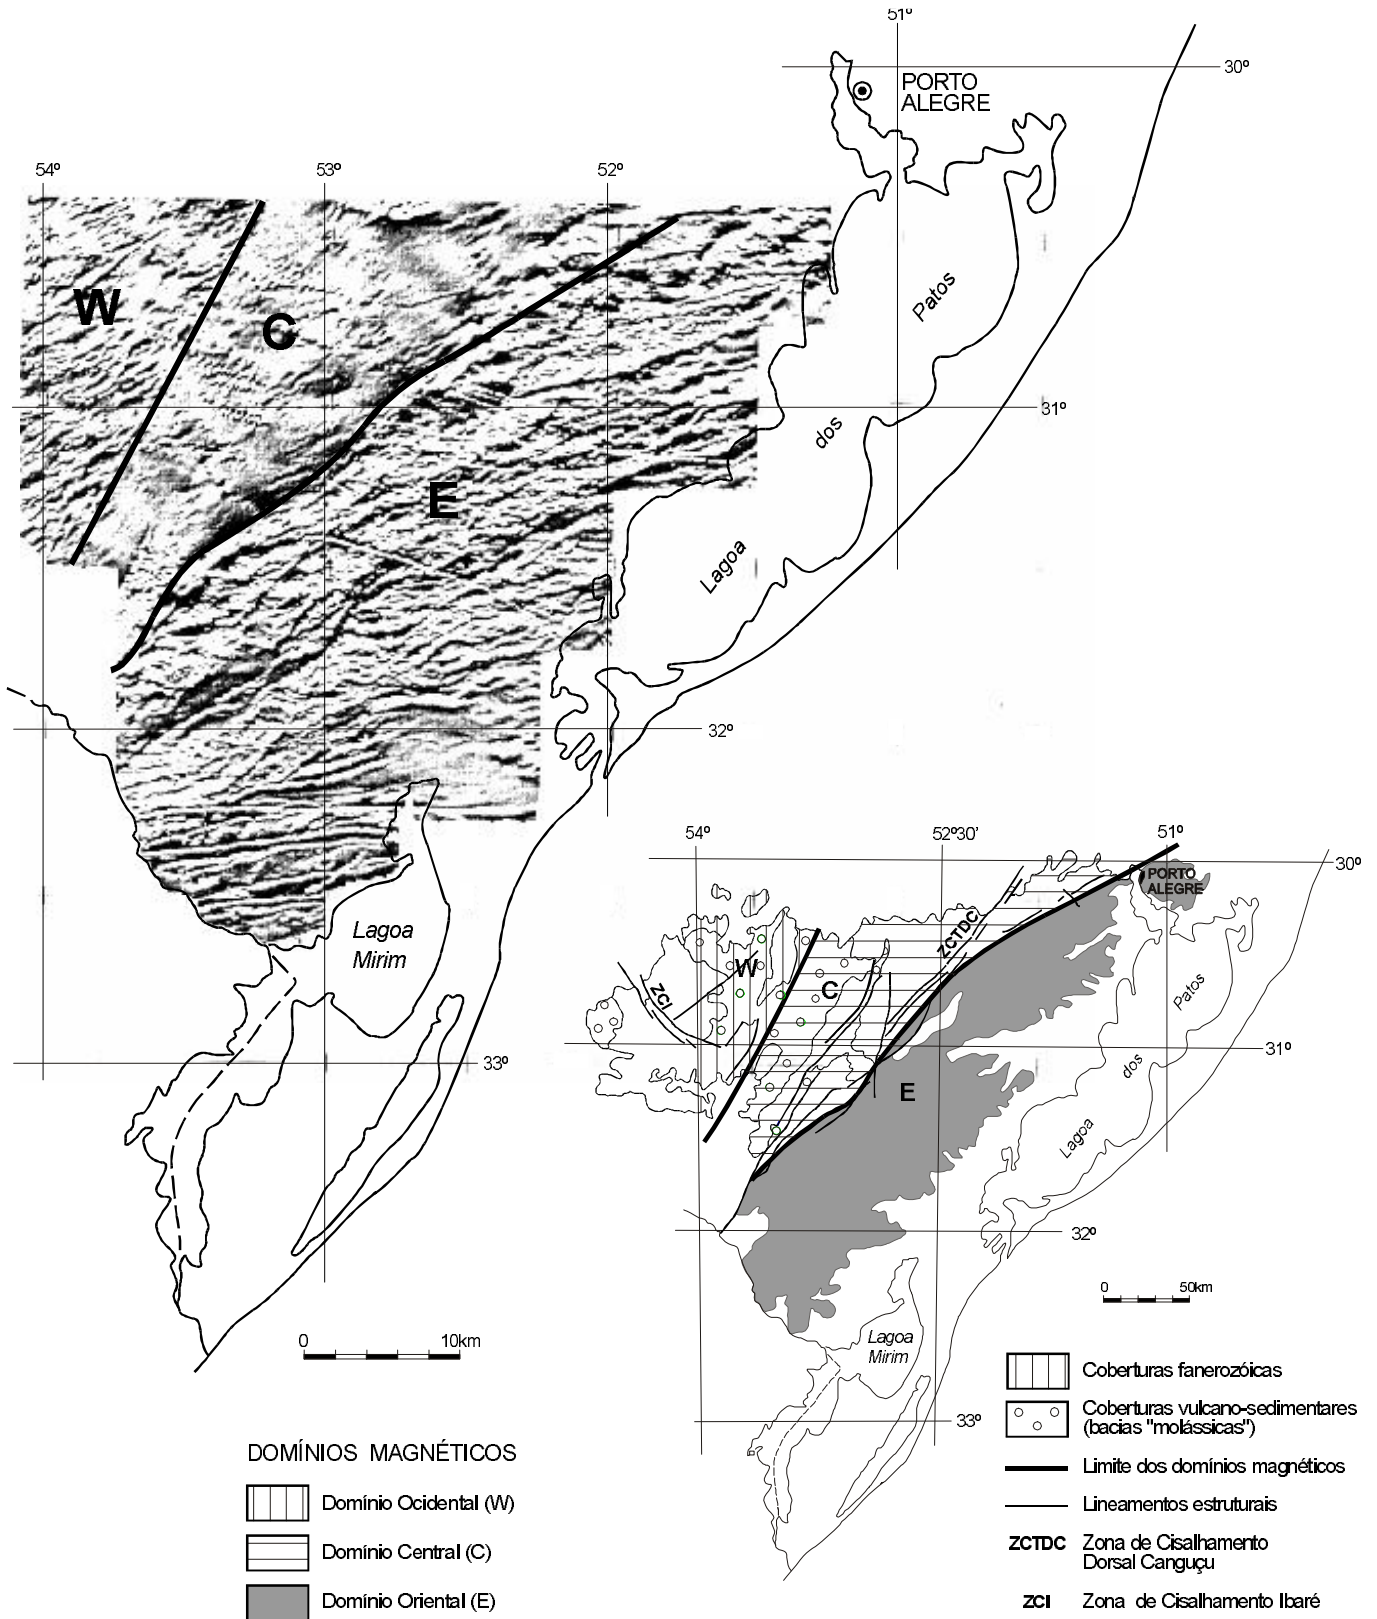 51º
30º
PORTO
ALEGRE
54º
53º
52º
W
C
E
Patos
dos
Lagoa
31º
32º
33º
Lagoa
Mirim
0
10km
DOMÍNIOS MAGNÉTICOS
Domínio Ocidental (W)
Domínio Central (C)
Domínio Oriental (E)
54º
52º30'
51º
30º
PORTO
ALEGRE
ZCTDC
W
C
ZCI
E
Patos
dos
Lagoa
31º
32º
33º
Lagoa
Mirim
0
50km
Coberturas fanerozóicas
Coberturas vulcano-sedimentares
(bacias "molássicas")
Limite dos domínios magnéticos
Lineamentos estruturais
ZCTDC Zona de Cisalhamento
Dorsal Canguçu
ZCI Zona de Cisalhamento Ibaré